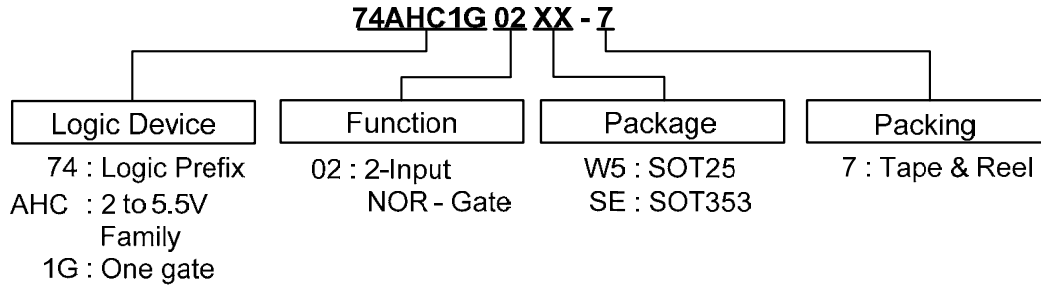 74AHC1G 02 XX - 7
Logic Device
74 : Logic Prefix
AHC : 2 to 5.5V
Family
1G : One gate
Function
02 : 2-Input
NOR - Gate
Package
W5 : SOT25
SE : SOT353
Packing
7 : Tape & Reel